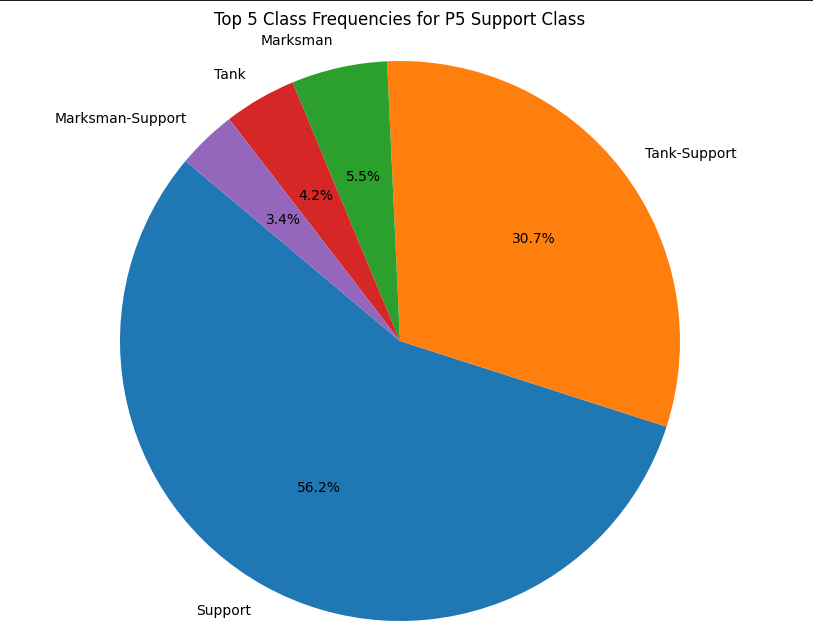 Top 5 Class Frequencies for P5 Support Class
Marksman
Tank
Marksman-Support
Tank-Support
5.5%
4.2%
3.4%
30.7%
56.2%
Support